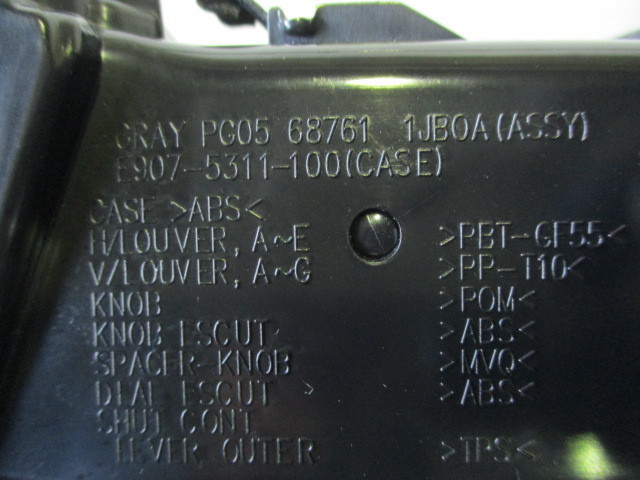 GRAY PG05 68761 1JB0A(ASSY)
E907-5311-100(CASE)
CASE >ABS<
H/LOUVER, A~E >PBT-GF55<
V/LOUVER, A~G >PP-T10<
KNOB >POM<
KNOB ESCUT >ABS<
SPACER-KNOB >MVQ<
DIAL ESCUT > >ABS<
SHUT CONT
LEVER OUTER